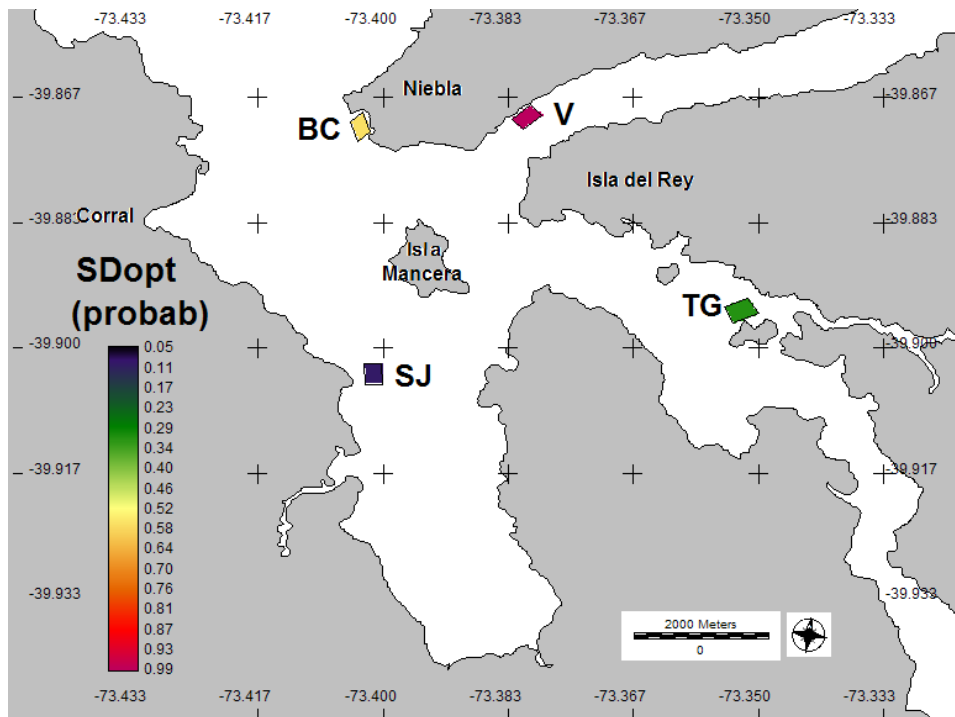 -73.433 -73.417 -73.400 -73.383 -73.367 -73.350 -73.333
Niebla
-39.867 -39.867
BC V
Isla del Rey
-39.883 Corral -39.883
Isla
Mancera
SDopt
(probab)
TG
-39.900 -39.900
0.05
0.11
0.17
0.23
0.29
0.34
0.40
0.46
0.52
0.58
0.64
0.70
0.76
0.81
0.87
0.93
0.99
SJ
-39.917 -39.917
-39.933 -39.933
2000 Meters
0
-73.433 -73.417 -73.400 -73.383 -73.367 -73.350 -73.333